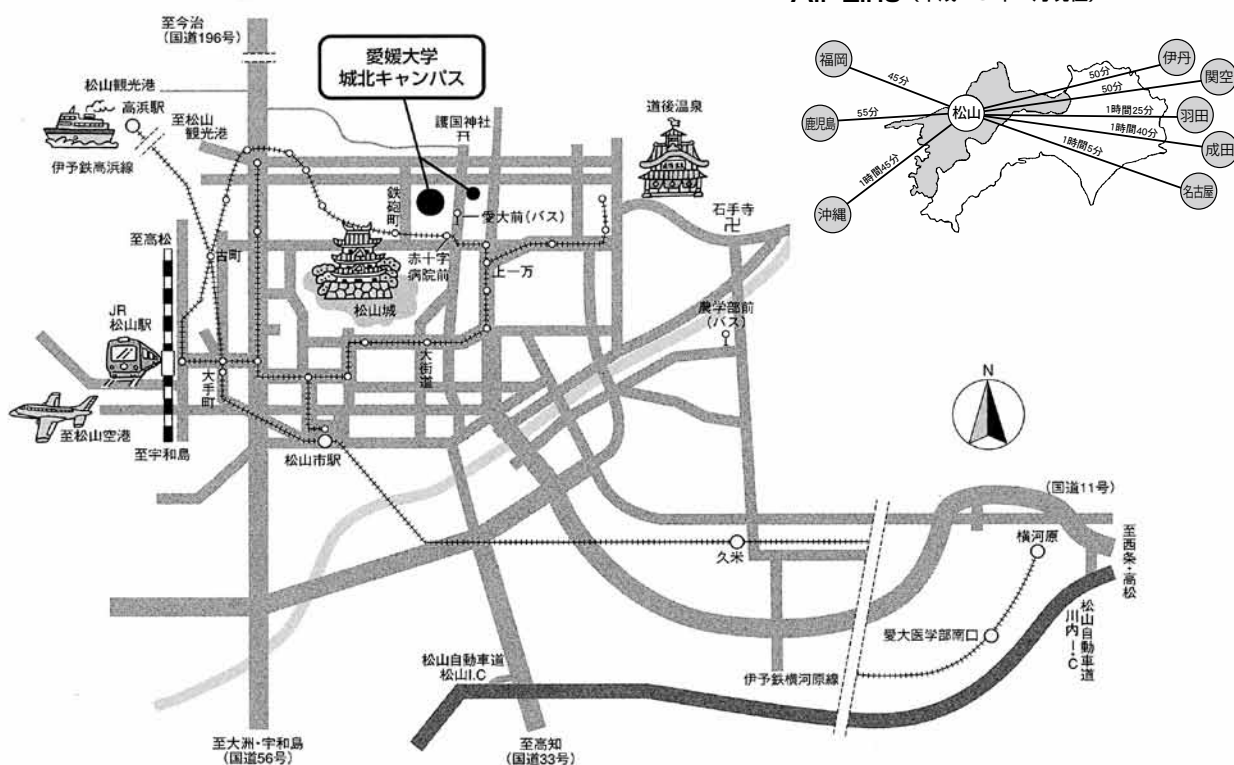 至今治
(国道196号)
愛媛大学
城北キャンパス
松山観光港
高浜駅
至松山
観光港
伊予鉄高浜線
護国神社
道後温泉
鉄砲町
愛大前(バス)
石手寺
至高松
古町
赤十字
病院前
上一万
松山城
農学部前
(バス)
JR
松山駅
大手町
大街道
至松山空港
至宇和島
松山市駅
N
(国道11号)
久米
横河原
至西条・高松
愛大医学部南口
松山自動車道
川内I・C
松山自動車道
松山I.C
伊予鉄横河原線
至大洲・宇和島
(国道56号)
至高知
(国道33号)
福岡
45分
鹿児島
55分
沖縄
1時間45分
松山
伊丹
50分
関空
50分
羽田
1時間25分
成田
1時間40分
名古屋
1時間5分